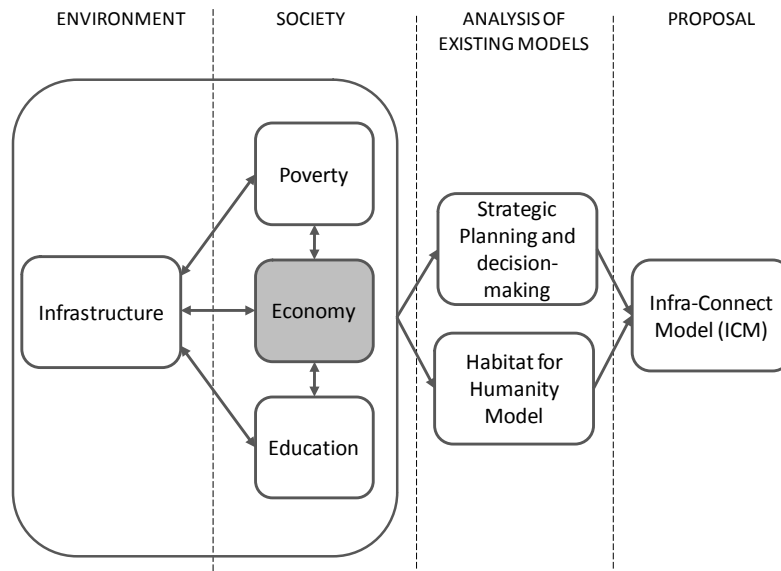 ENVIRONMENT
SOCIETY
ANALYSIS OF
EXISTING MODELS
PROPOSAL
Poverty
Infrastructure
Economy
Education
Strategic
Planning and
decision-
making
Habitat for
Humanity
Model
Infra-Connect
Model (ICM)